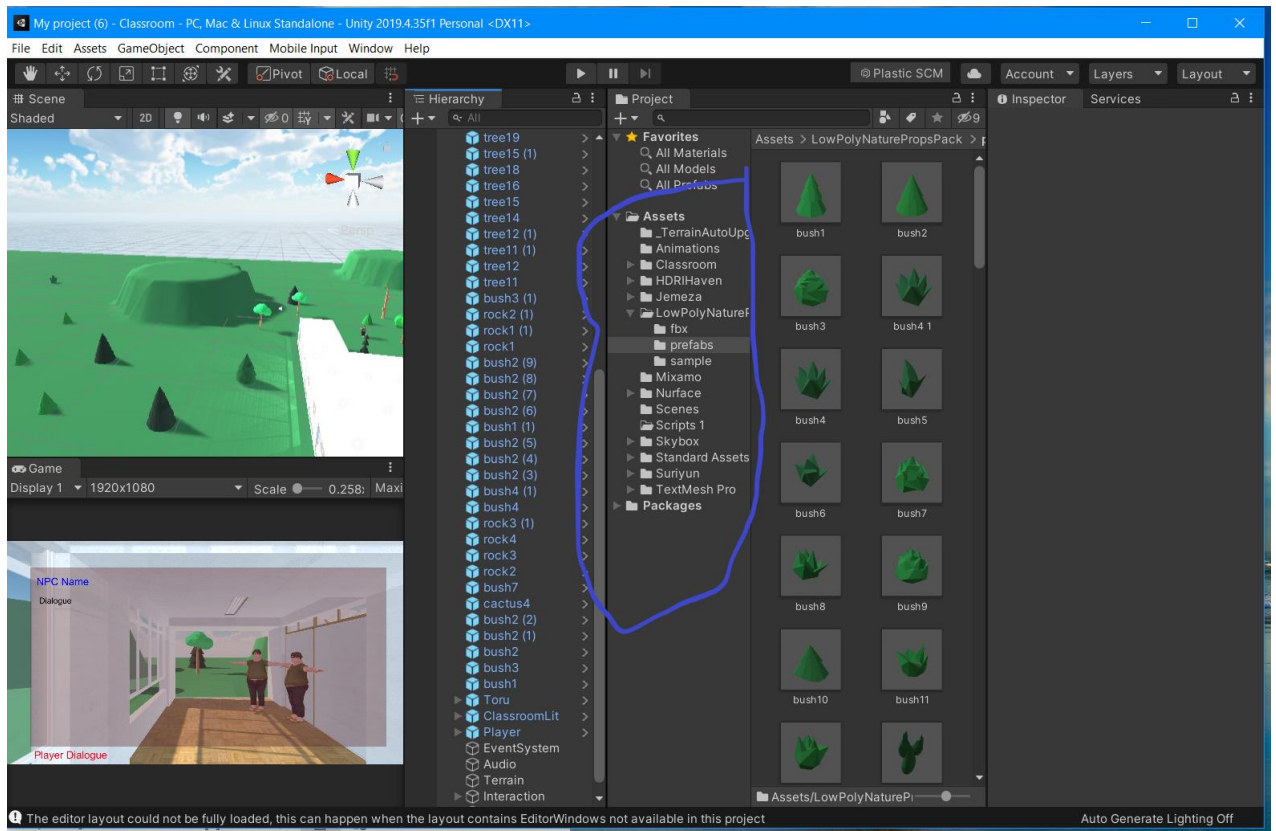 My project (6) - Classroom - PC, Mac & Linux Standalone - Unity 2019.4.35f1 Personal <DX11>
File Edit Assets GameObject Component Mobile Input Window Help
Pivot Local Plastic SCM Account Layers Layout
Scene
Shaded 2D 0
Persp
x
Game
Display 1 1920x1080 Scale 0.258: Maxi
NPC Name
Dialogue
Player Dialogue
Hierarchy
All
tree19
tree15 (1)
tree18
tree16
tree15
tree14
tree12 (1)
tree11 (1)
tree12
tree11
bush3 (1)
rock2 (1)
rock1 (1)
rock1
bush2 (9)
bush2 (8)
bush2 (7)
bush2 (6)
bush1 (1)
bush2 (5)
bush2 (4)
bush2 (3)
bush4 (1)
bush4
rock3 (1)
rock4
rock3
rock2
bush7
cactus4
bush2 (2)
bush2 (1)
bush2
bush3
bush1
Toru
ClassroomLit
Player
EventSystem
Audio
Terrain
Interaction
Project
9
Favorites
All Materials
All Models
All Prefabs
Assets
_TerrainAutoUpg
Animations
Classroom
HDRIHaven
Jemeza
LowPolyNatureP
fbx
prefabs
sample
Mixamo
Nurface
Scenes
Scripts 1
Skybox
Standard Assets
Suriyun
TextMesh Pro
Packages
Assets > LowPolyNaturePropsPack > p
bush1 bush2
bush3 bush4 1
bush4 bush5
bush6 bush7
bush8 bush9
bush10 bush11
Assets/LowPolyNaturePr
Inspector Services
The editor layout could not be fully loaded, this can happen when the layout contains EditorWindows not available in this project
Auto Generate Lighting Off